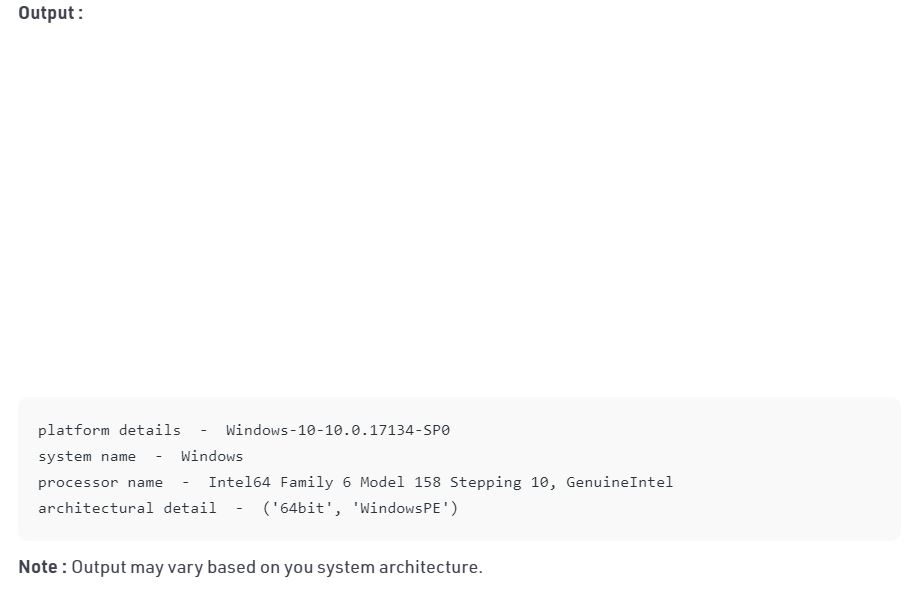 Output :
platform details  -  Windows-10-10.0.17134-SP0
system name  -  Windows
processor name  -  Intel64 Family 6 Model 158 Stepping 10, GenuineIntel
architectural detail  -  ('64bit', 'WindowsPE')
Note : Output may vary based on you system architecture.